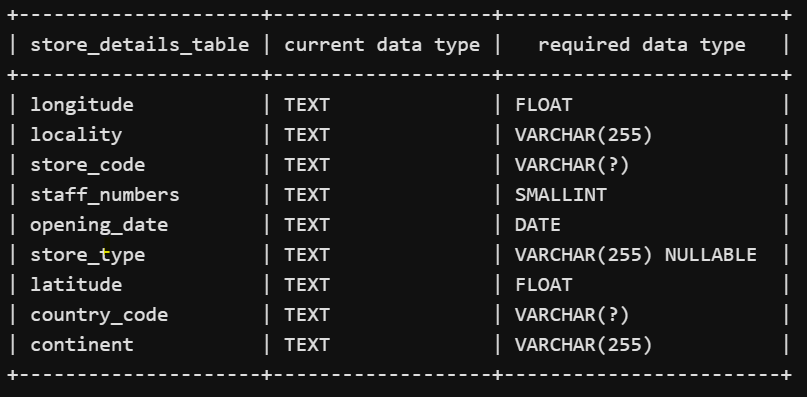 +---------------------+-------------------+------------------------+
| store_details_table | current data type |   required data type   |
+---------------------+-------------------+------------------------+
| longitude           | TEXT              | FLOAT                  |
| locality            | TEXT              | VARCHAR(255)           |
| store_code          | TEXT              | VARCHAR(?)             |
| staff_numbers       | TEXT              | SMALLINT               |
| opening_date        | TEXT              | DATE                   |
| store_type          | TEXT              | VARCHAR(255) NULLABLE  |
| latitude            | TEXT              | FLOAT                  |
| country_code        | TEXT              | VARCHAR(?)             |
| continent           | TEXT              | VARCHAR(255)           |
+---------------------+-------------------+------------------------+